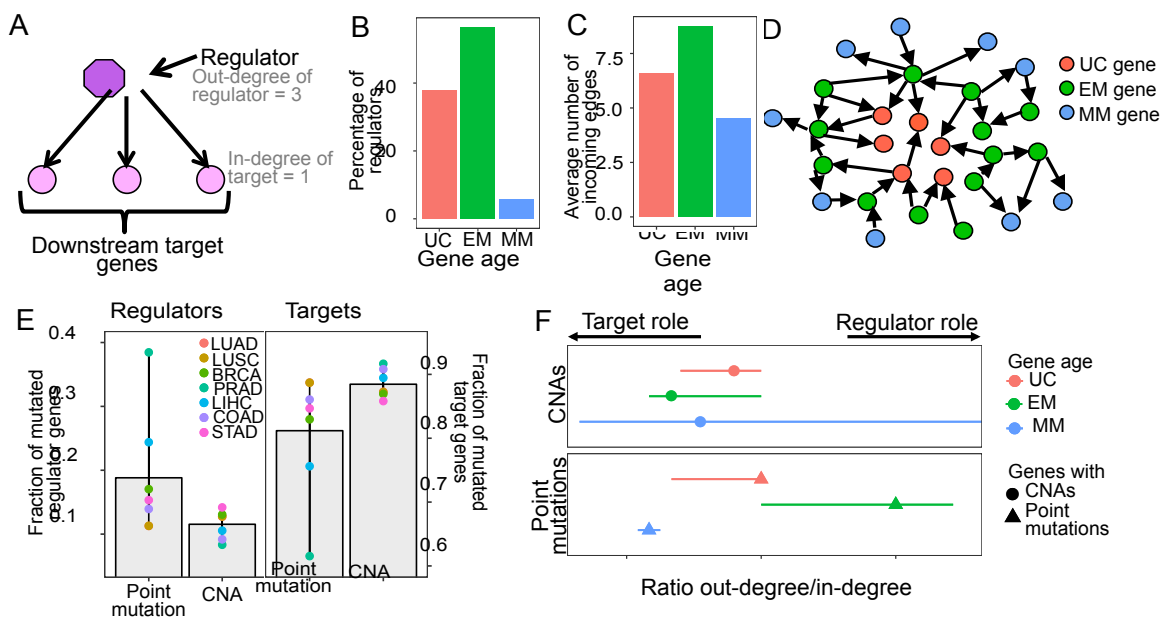 A
Regulator
Out-degree of
regulator = 3
In-degree of
target = 1
Downstream target
genes
B
Percentage of
regulators
40
20
0
UC EM MM
Gene age
C
Average number of
incoming edges
7.5
5.0
2.5
0.0
UC EM MM
Gene
age
D
UC gene
EM gene
MM gene
E
Regulators
Targets
Fraction of mutated
regulator genes
0.4
0.3
0.2
0.1
LUAD
LUSC
BRCA
PRAD
LIHC
COAD
STAD
Point
mutation
CNA
Point
mutation
CNA
0.9
0.8
0.7
0.6
Fraction of mutated
target genes
F
Target role
Regulator role
CNAs
Point
mutations
Ratio out-degree/in-degree
Gene age
UC
EM
MM
Genes with
CNAs
Point
mutations